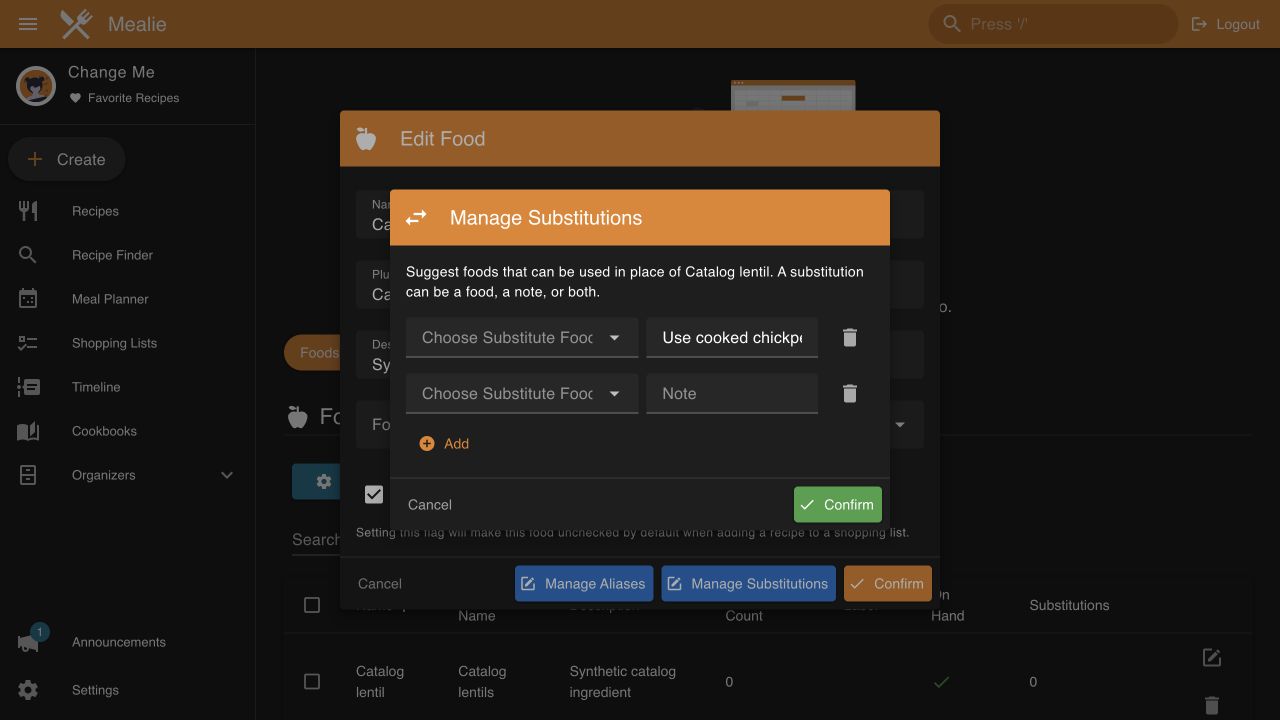 Mealie
Press '/'
Logout
Change Me
Favorite Recipes
Create
Recipes
Recipe Finder
Meal Planner
Shopping Lists
Timeline
Cookbooks
Organizers
1
Announcements
Settings
Edit Food
Manage Substitutions
Suggest foods that can be used in place of Catalog lentil. A substitution
can be a food, a note, or both.
Choose Substitute Food
Use cooked chickpe
Choose Substitute Food
Note
Add
Cancel
Confirm
Setting this flag will make this food unchecked by default when adding a recipe to a shopping list.
Cancel
Manage Aliases
Manage Substitutions
Confirm
Foods
Search
Name
Count
Hand
Substitutions
Catalog
lentil
Catalog
lentils
Synthetic catalog
ingredient
0
0